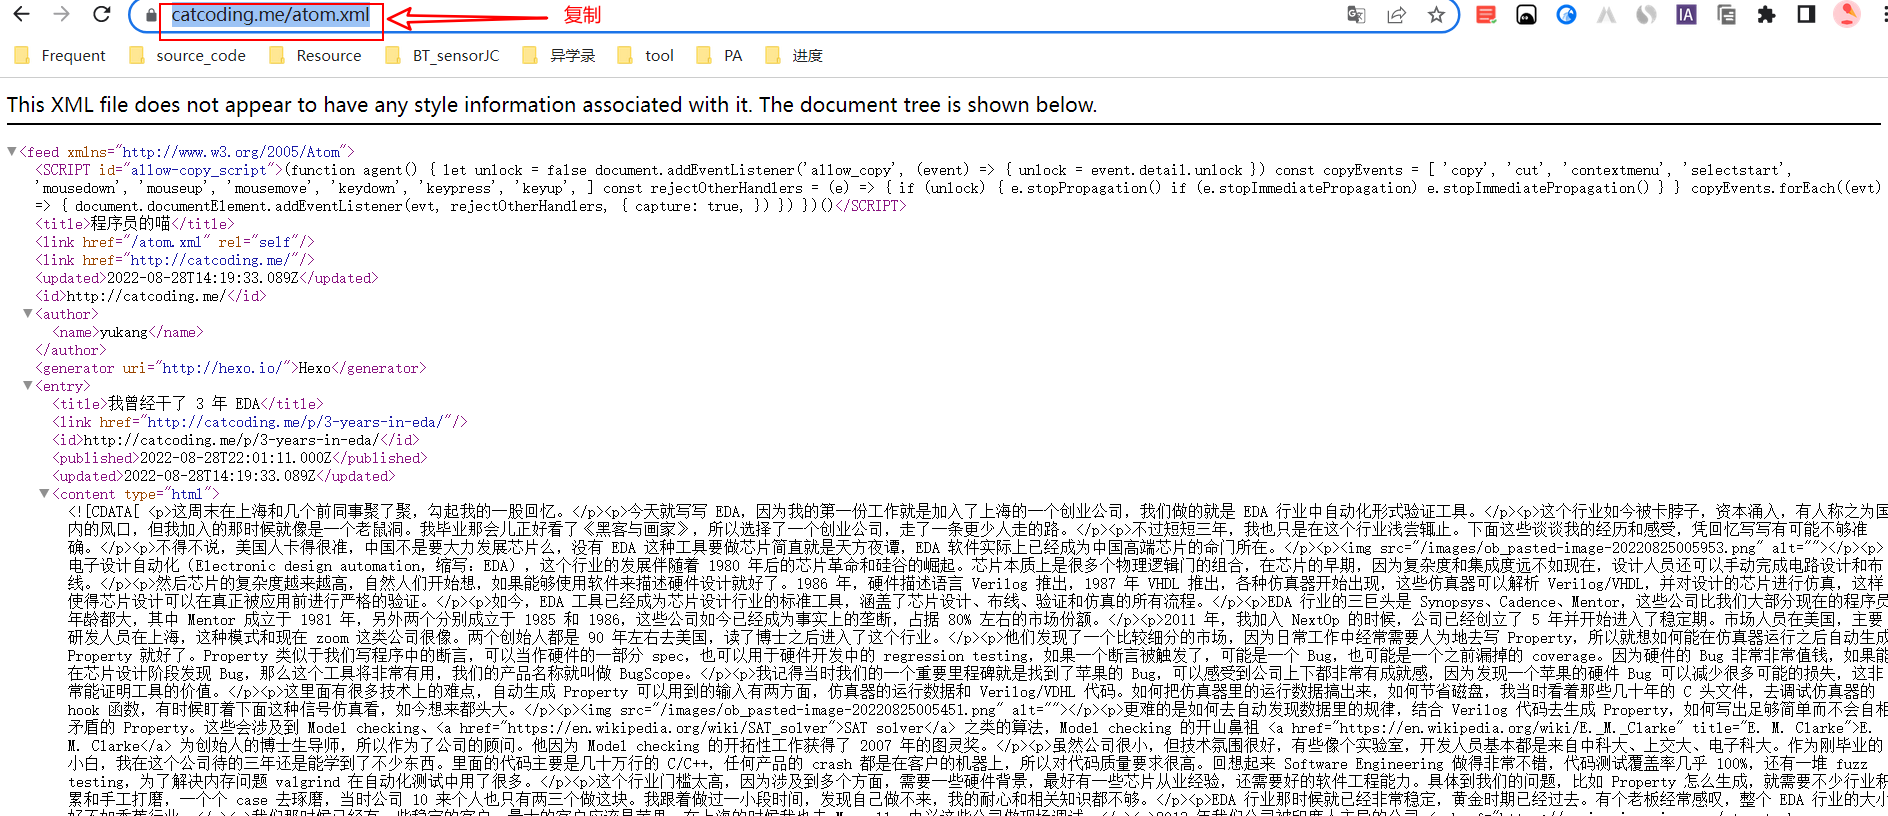 catcoding.me/atom.xml
复制
Frequent source_code Resource BT_sensorJC 异学录 tool PA 进度
This XML file does not appear to have any style information associated with it. The document tree is shown below.
▼<feed xmlns="http://www.w3.org/2005/Atom">
<SCRIPT id="allow-copy_script">(function agent() { let unlock = false document.addEventListener('allow_copy', (event) => { unlock = event.detail.unlock }) const copyEvents = [ 'copy', 'cut', 'contextmenu', 'selectstart',
'mousedown', 'mouseup', 'mousemove', 'keydown', 'keypress', 'keyup', ] const rejectOtherHandlers = (e) => { if (unlock) { e.stopPropagation() if (e.stopImmediatePropagation) e.stopImmediatePropagation() } } copyEvents.forEach((evt)
=> { document.documentElement.addEventListener(evt, rejectOtherHandlers, { capture: true, }) }) })()</SCRIPT>
<title>程序员的喵</title>
<link href="/atom.xml" rel="self"/>
<link href="http://catcoding.me/"/>
<updated>2022-08-28T14:19:33.089Z</updated>
<id>http://catcoding.me/</id>
▼<author>
<name>yukang</name>
</author>
<generator uri="http://hexo.io/">Hexo</generator>
▼<entry>
<title>我曾经干了 3 年 EDA</title>
<link href="http://catcoding.me/p/3-years-in-eda/"/>
<id>http://catcoding.me/p/3-years-in-eda/</id>
<published>2022-08-28T22:01:11.000Z</published>
<updated>2022-08-28T14:19:33.089Z</updated>
▼<content type="html">
<![CDATA[ <p>这周末在上海和几个前同事聚了聚，勾起我的一股回忆。</p><p>今天就写写 EDA，因为我的第一份工作就是加入了上海的一个创业公司，我们做的就是 EDA 行业中自动化形式验证工具。</p><p>这个行业如今被卡脖子，资本涌入，有人称之为国
内的风口，但我加入的那时候就像是一个老鼠洞。我毕业那会儿正好看了《黑客与画家》，所以选择了一个创业公司，走了一条更少人走的路。</p><p>不过短短三年，我也只是在这个行业浅尝辄止。下面这些谈谈我的经历和感受，凭回忆写写有可能不够准
确。</p><p>不得不说，美国人卡得很准，中国不是要大力发展芯片么，没有 EDA 这种工具要做芯片简直就是天方夜谭，EDA 软件实际上已经成为中国高端芯片的命门所在。</p><p><img src="/images/ob_pasted-image-20220825005953.png" alt=""></p><p>
电子设计自动化（Electronic design automation，缩写：EDA），这个行业的发展伴随着 1980 年后的芯片革命和硅谷的崛起。芯片本质上是很多个物理逻辑门的组合，在芯片的早期，因为复杂度和集成度远不如现在，设计人员还可以手动完成电路设计和布
线。</p><p>然后芯片的复杂度越来越高，自然人们开始想，如果能够使用软件来描述硬件设计就好了。1986 年，硬件描述语言 Verilog 推出，1987 年 VHDL 推出，各种仿真器开始出现，这些仿真器可以解析 Verilog/VHDL，并对设计的芯片进行仿真，这样
使得芯片设计可以在真正被应用前进行严格的验证。</p><p>如今，EDA 工具已经成为芯片设计行业的标准工具，涵盖了芯片设计、布线、验证和仿真的所有流程。</p><p>EDA 行业的三巨头是 Synopsys、Cadence、Mentor，这些公司比我们大部分现在的程序员
年龄都大，其中 Mentor 成立于 1981 年，另外两个分别成立于 1985 和 1986，这些公司如今已经成为事实上的垄断，占据 80% 左右的市场份额。</p><p>2011 年，我加入 NextOp 的时候，公司已经创立了 5 年并开始进入了稳定期。市场人员在美国，主要
研发人员在上海，这种模式和现在 zoom 这类公司很像。两个创始人都是 90 年左右去美国，读了博士之后进入了这个行业。</p><p>他们发现了一个比较细分的市场，因为日常工作中经常需要人为地去写 Property，所以就想如何能在仿真器运行之后自动生成
Property 就好了。Property 类似于我们写程序中的断言，可以当作硬件的一部分 spec，也可以用于硬件开发中的 regression testing，如果一个断言被触发了，可能是一个 Bug，也可能是一个之前漏掉的 coverage。因为硬件的 Bug 非常非常值钱，如果能
在芯片设计阶段发现 Bug，那么这个工具将非常有用，我们的产品名称就叫做 BugScope。</p><p>我记得当时我们的一个重要里程碑就是找到了苹果的 Bug，可以感受到公司上下都非常有成就感，因为发现一个苹果的硬件 Bug 可以减少很多可能的损失，这非
常能证明工具的价值。</p><p>这里面有很多技术上的难点，自动生成 Property 可以用到的输入有两方面，仿真器的运行数据和 Verilog/VDHL 代码。如何把仿真器里的运行数据搞出来，如何节省磁盘，我当时看着那些几十年的 C 头文件，去调试仿真器的
hook 函数，有时候盯着下面这种信号仿真看，如今想来都头大。</p><p><img src="/images/ob_pasted-image-20220825005451.png" alt=""></p><p>更难的是如何去自动发现数据里的规律，结合 Verilog 代码去生成 Property，如何写出足够简单而不会自相
矛盾的 Property。这些会涉及到 Model checking、<a href="https://en.wikipedia.org/wiki/SAT_solver">SAT solver</a> 之类的算法，Model checking 的开山鼻祖 <a href="https://en.wikipedia.org/wiki/E._M._Clarke" title="E. M. Clarke">E.
M. Clarke</a> 为创始人的博士生导师，所以作为了公司的顾问。他因为 Model checking 的开拓性工作获得了 2007 年的图灵奖。</p><p>虽然公司很小，但技术氛围很好，有些像个实验室，开发人员基本都是来自中科大、上交大、电子科大。作为刚毕业的
小白，我在这个公司待的三年还是能学到了不少东西。里面的代码主要是几十万行的 C/C++，任何产品的 crash 都是在客户的机器上，所以对代码质量要求很高。回想起来 Software Engineering 做得非常不错，代码测试覆盖率几乎 100%，还有一堆 fuzz
testing，为了解决内存问题 valgrind 在自动化测试中用了很多。</p><p>这个行业门槛太高，因为涉及到多个方面，需要一些硬件背景，最好有一些芯片从业经验，还需要好的软件工程能力。具体到我们的问题，比如 Property 怎么生成，就需要不少行业积
累和手工打磨，一个个 case 去琢磨，当时公司 10 来个人也只有两三个做这块。我跟着做过一小段时间，发现自己做不来，我的耐心和相关知识都不够。</p><p>EDA 行业那时候就已经非常稳定，黄金时期已经过去。有个老板经常感叹，整个 EDA 行业的大小